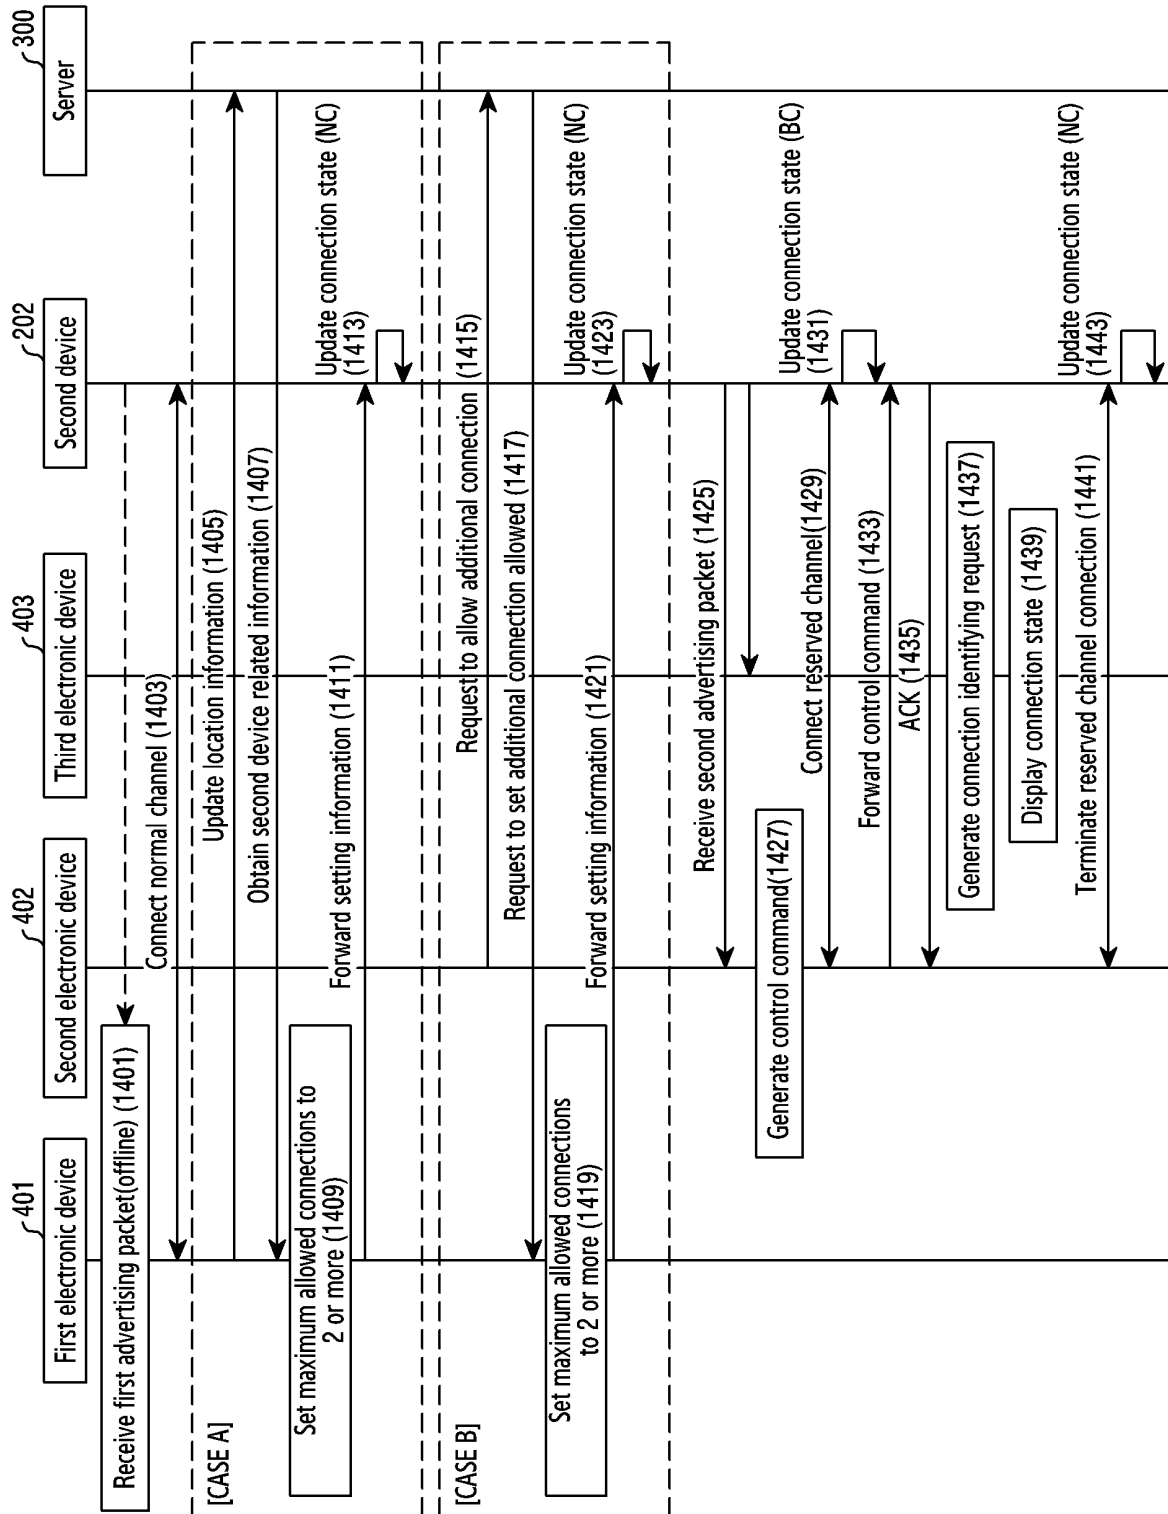 401
402
403
202
300
First electronic device
Second electronic device
Third electronic device
Second device
Server
Receive first advertising packet(offline) (1401)
Connect normal channel (1403)
[CASE A]
Update location information (1405)
Obtain second device related information (1407)
Set maximum allowed connections to
2 or more (1409)
Forward setting information (1411)
Update connection state (NC)
(1413)
[CASE B]
Request to allow additional connection (1415)
Request to set additional connection allowed (1417)
Set maximum allowed connections
to 2 or more (1419)
Forward setting information (1421)
Update connection state (NC)
(1423)
Receive second advertising packet (1425)
Generate control command(1427)
Connect reserved channel(1429)
Update connection state (BC)
(1431)
Forward control command (1433)
ACK (1435)
Generate connection identifying request (1437)
Display connection state (1439)
Terminate reserved channel connection (1441)
Update connection state (NC)
(1443)